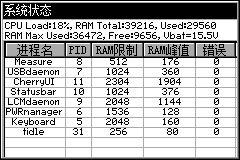 系统状态
CPU Load:18%, RAM Total:39216, Used:29560
RAM Max Used:36472, Free:9656, Vbat=15.5V
进程名 PID RAM限制 RAM峰值 错误
Measure 8 512 176 0
USBdaemon 7 1024 360 0
CherryUI 11 2304 1904 0
Statusbar 10 1024 376 0
LCMdaemon 9 2048 1144 0
PWRmanager 6 1536 128 0
Keyboard 5 2048 160 0
tidle 31 256 80 0